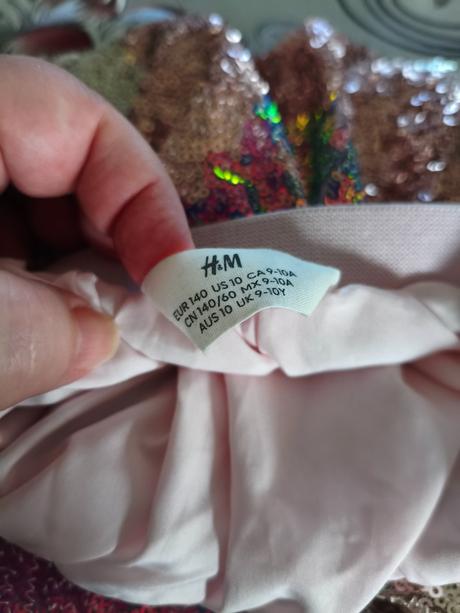 H&M
EUR 140 US 10 CA 9-10A
CN 140/60 MX 9-10A
AUS 10 UK 9-10Y